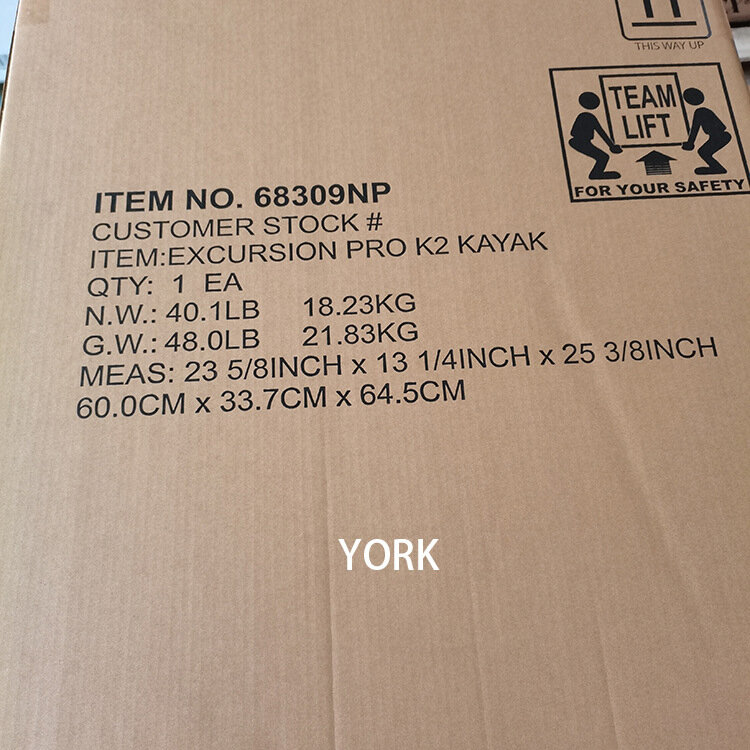 THIS WAY UP
TEAM
LIFT
FOR YOUR SAFETY
ITEM NO. 68309NP
CUSTOMER STOCK #
ITEM:EXCURSION PRO K2 KAYAK
QTY: 1 EA
N.W.: 40.1LB 18.23KG
G.W.: 48.0LB 21.83KG
MEAS: 23 5/8INCH x 13 1/4INCH x 25 3/8INCH
60.0CM x 33.7CM x 64.5CM
YORK